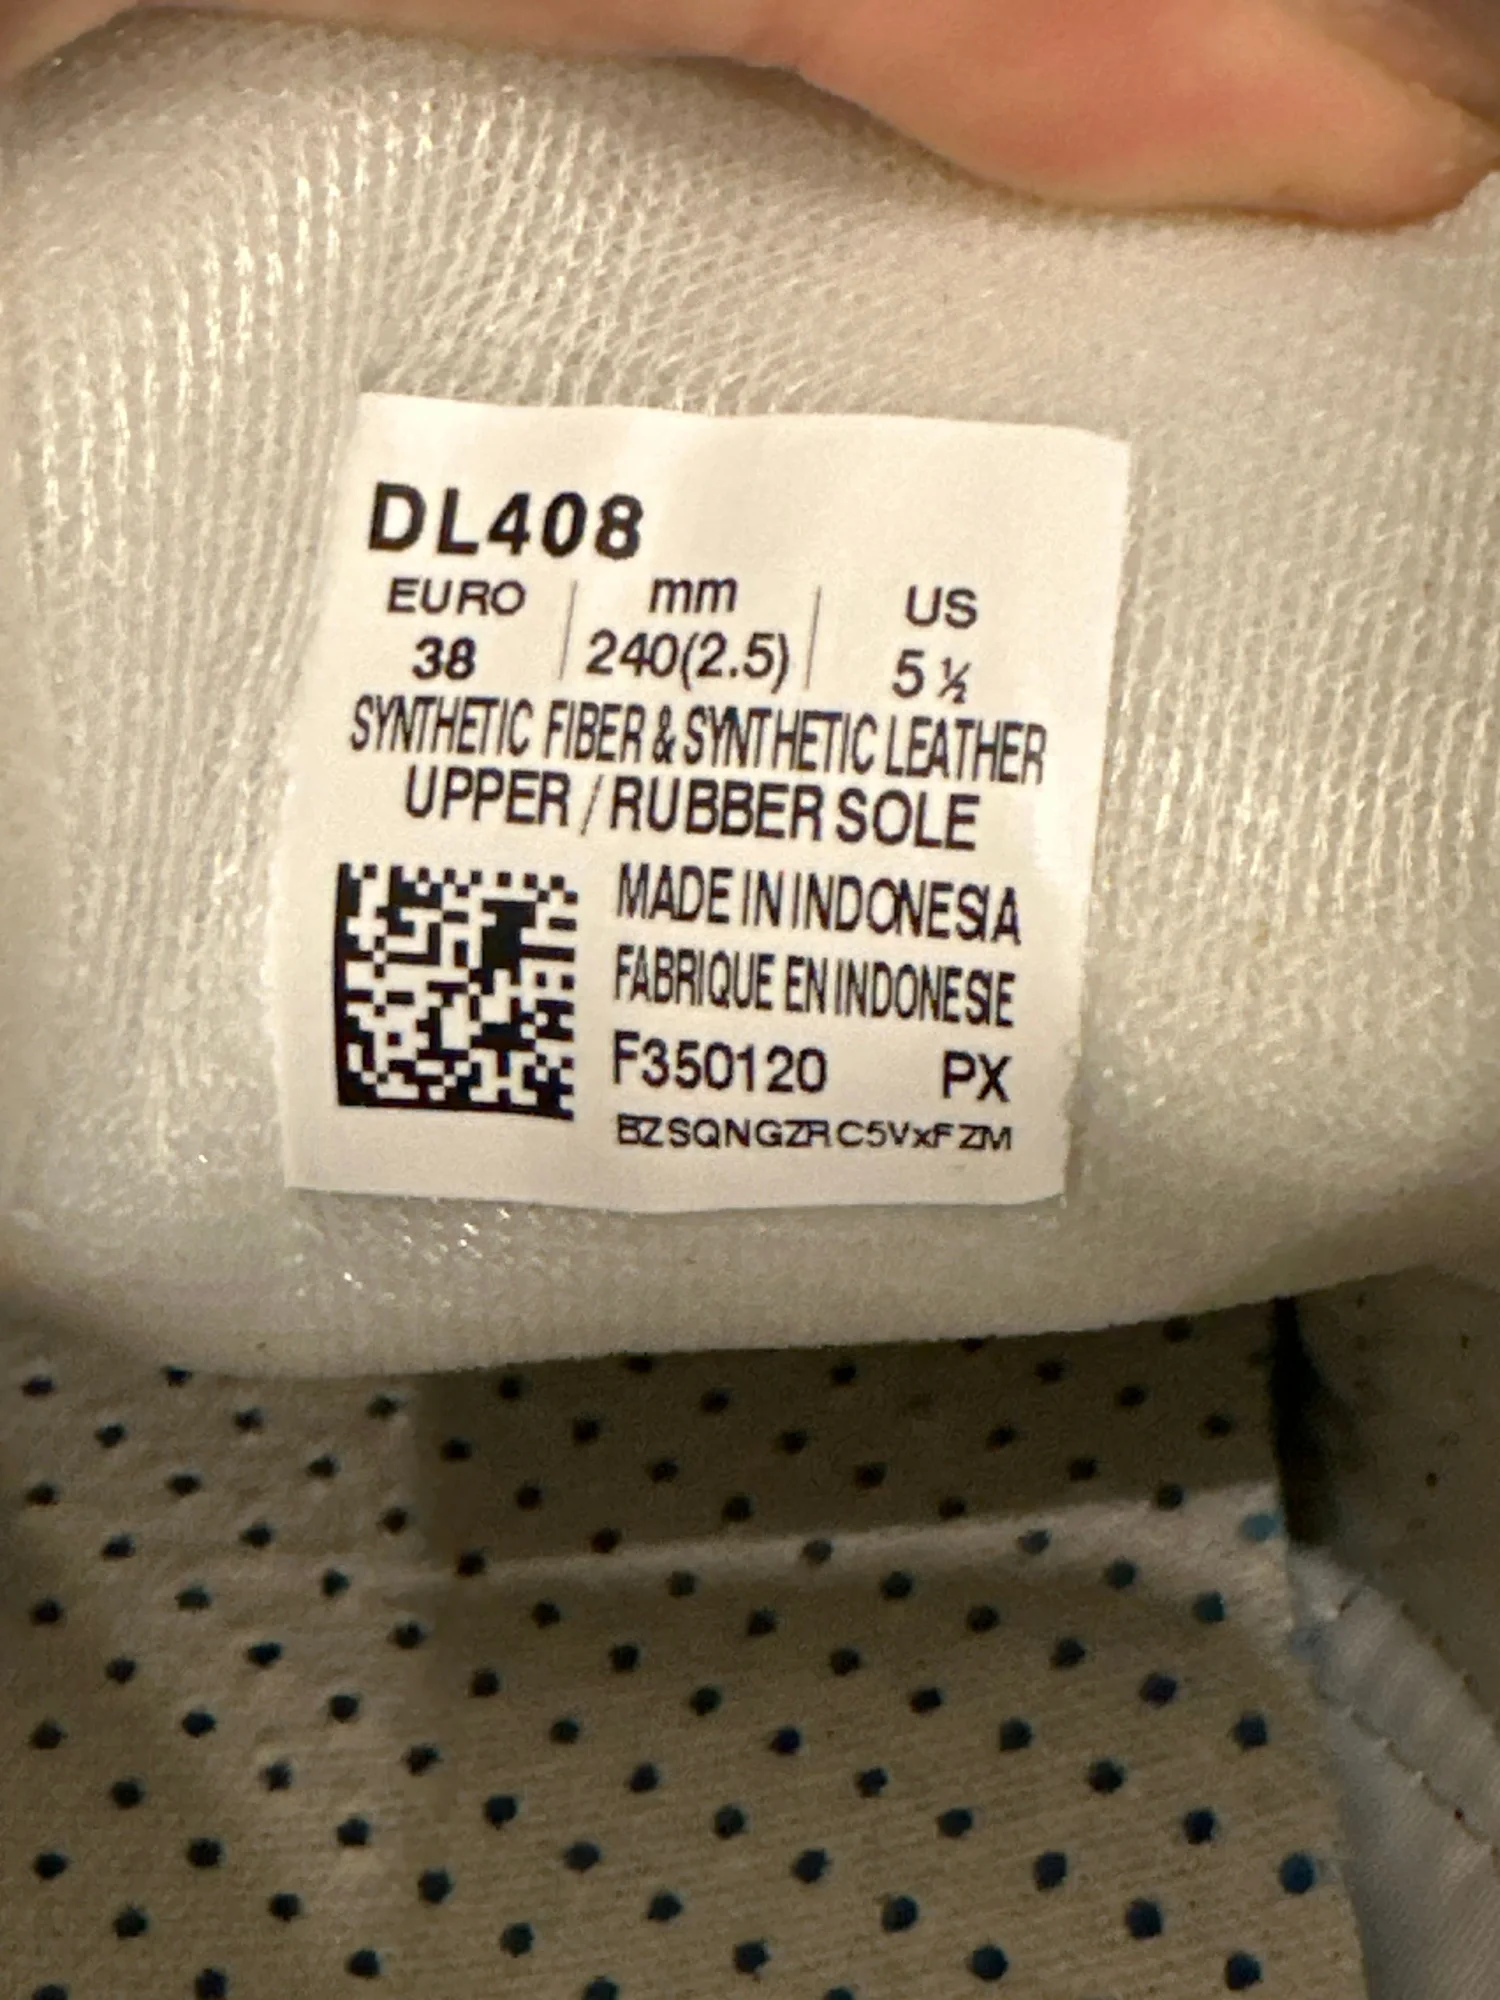 DL408
EURO mm US
38 240(2.5) 5 ½
SYNTHETIC FIBER & SYNTHETIC LEATHER
UPPER / RUBBER SOLE
MADE IN INDONESIA
FABRIQUE EN INDONESIE
F350120 PX
BZSQNGZRC5VxFZM